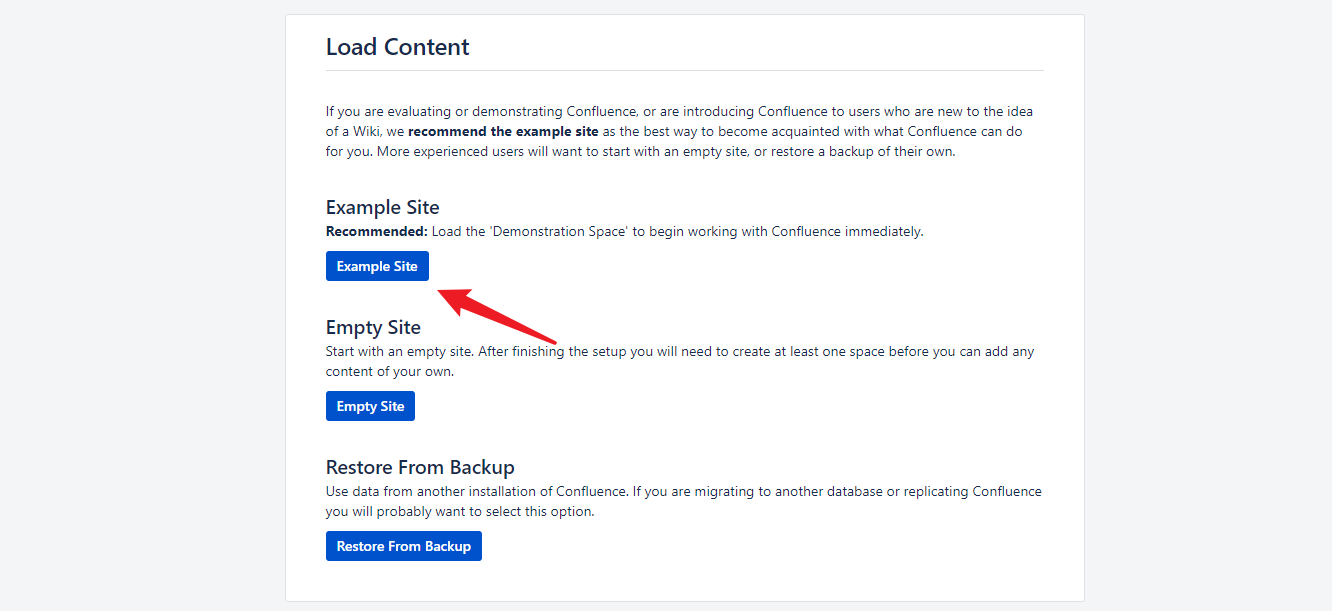 Load Content
If you are evaluating or demonstrating Confluence, or are introducing Confluence to users who are new to the idea
of a Wiki, we recommend the example site as the best way to become acquainted with what Confluence can do
for you. More experienced users will want to start with an empty site, or restore a backup of their own.
Example Site
Recommended: Load the 'Demonstration Space' to begin working with Confluence immediately.
Example Site
Empty Site
Start with an empty site. After finishing the setup you will need to create at least one space before you can add any
content of your own.
Empty Site
Restore From Backup
Use data from another installation of Confluence. If you are migrating to another database or replicating Confluence
you will probably want to select this option.
Restore From Backup